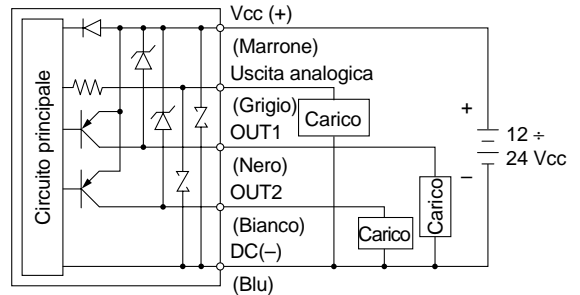 Vcc (+)
(Marrone)
Uscita analogica
(Grigio)
OUT1
(Nero)
OUT2
(Bianco)
DC(–)
(Blu)
Circuito principale
Carico
Carico
Carico
+
12 ÷
24 Vcc
–